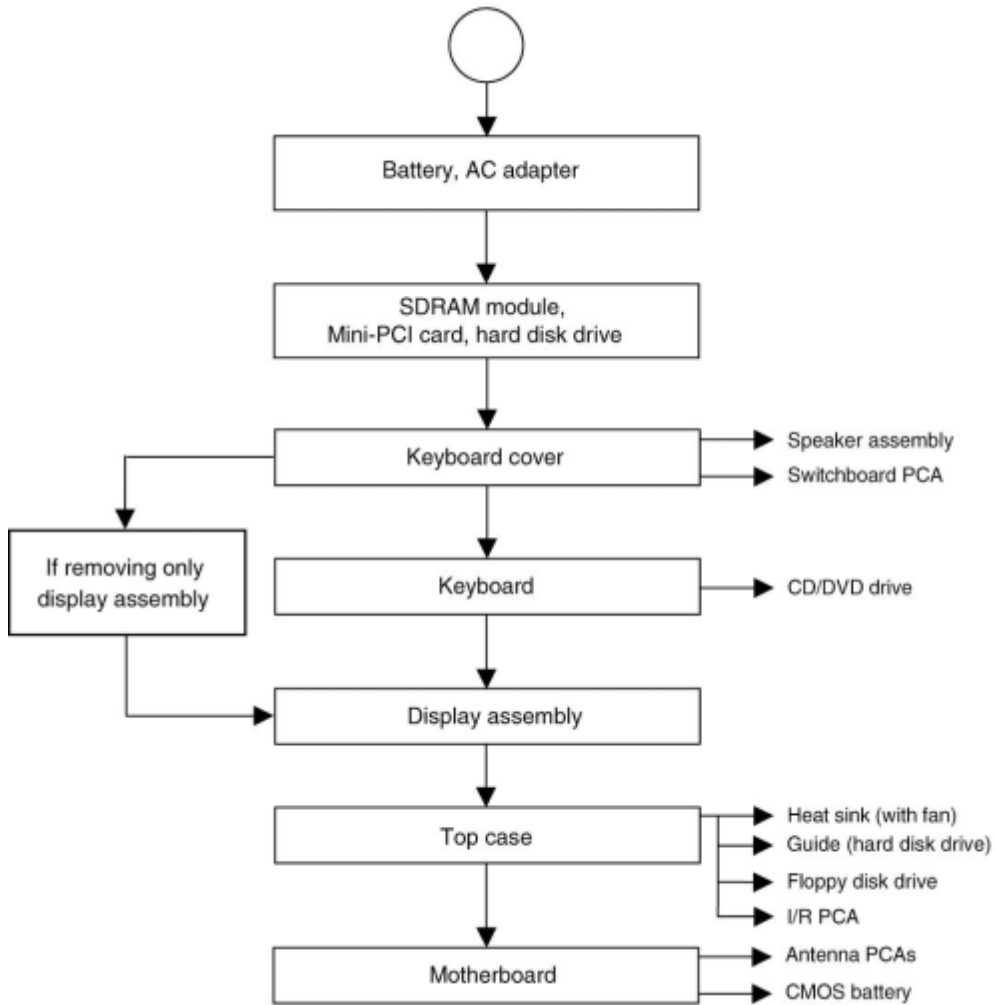 Battery, AC adapter
SDRAM module,
Mini-PCI card, hard disk drive
Keyboard cover
Speaker assembly
Switchboard PCA
If removing only
display assembly
Keyboard
CD/DVD drive
Display assembly
Top case
Heat sink (with fan)
Guide (hard disk drive)
Floppy disk drive
I/R PCA
Motherboard
Antenna PCAs
CMOS battery